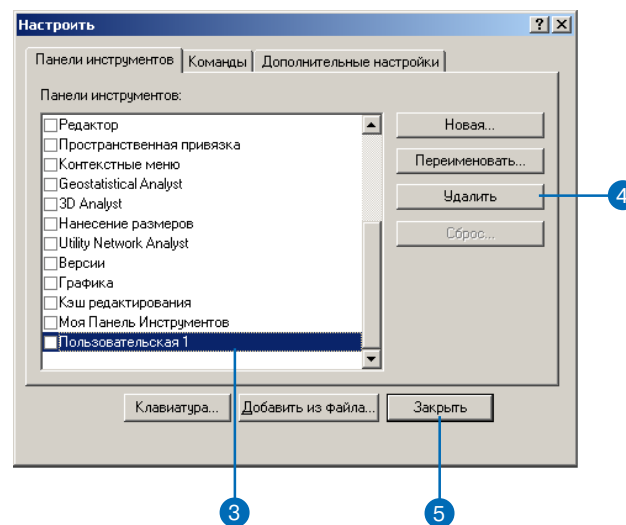 Настроить
Панели инструментов Команды Дополнительные настройки
Панели инструментов:
Редактор
Пространственная привязка
Контекстные меню
Geostatistical Analyst
3D Analyst
Нанесение размеров
Utility Network Analyst
Версии
Графика
Кэш редактирования
Моя Панель Инструментов
Пользовательская 1
Новая...
Переименовать...
Удалить
Сброс...
4
Клавиатура... Добавить из файла... Закрыть
3 5